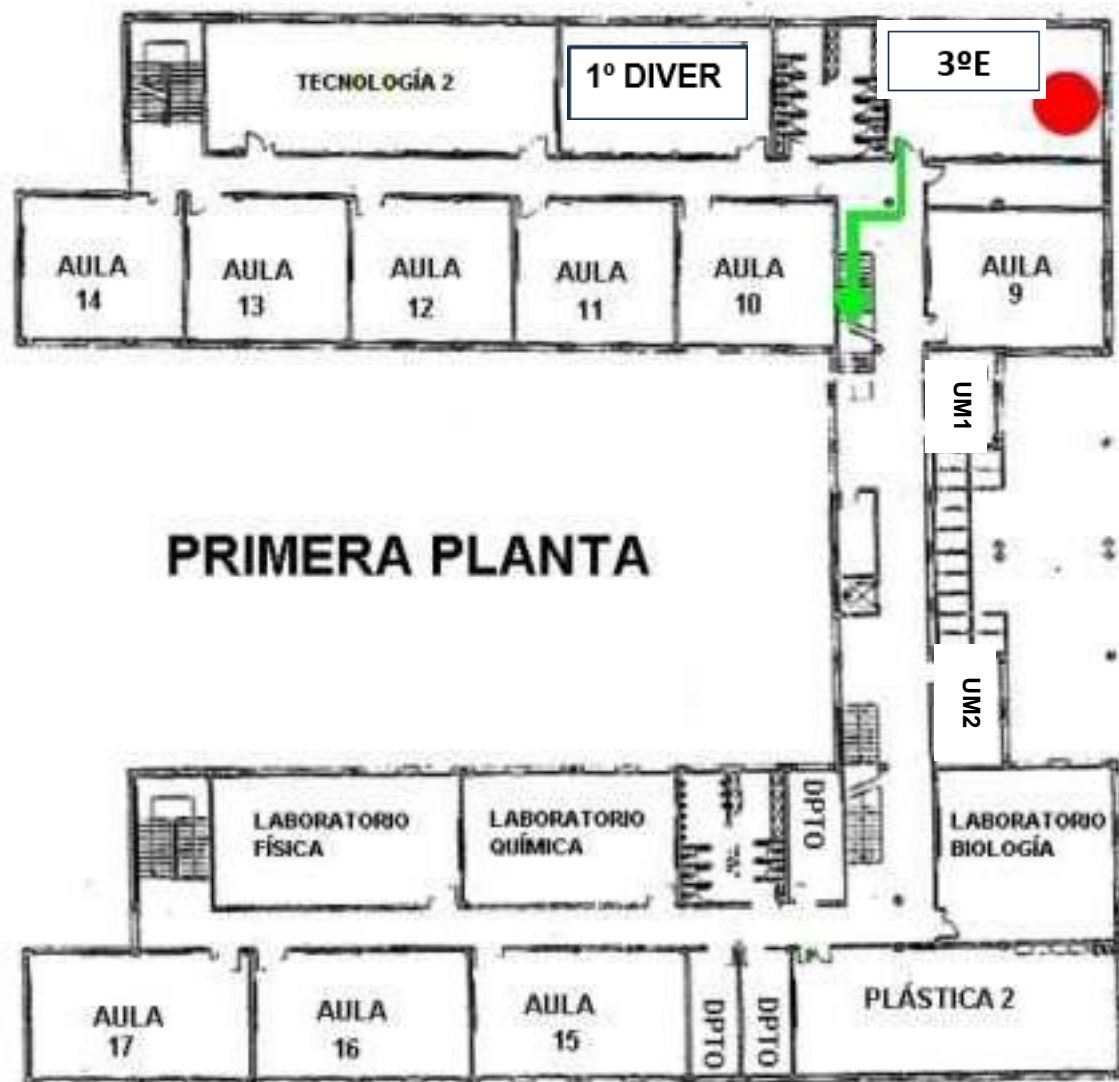 TECNOLOGÍA 2
1º DIVER
3ºE
AULA
14
AULA
13
AULA
12
AULA
11
AULA
10
AULA
9
UM1
PRIMERA PLANTA
UM2
LABORATORIO
FÍSICA
LABORATORIO
QUÍMICA
DPTO
LABORATORIO
BIOLOGÍA
AULA
17
AULA
16
AULA
15
DPTO
DPTO
PLÁSTICA 2